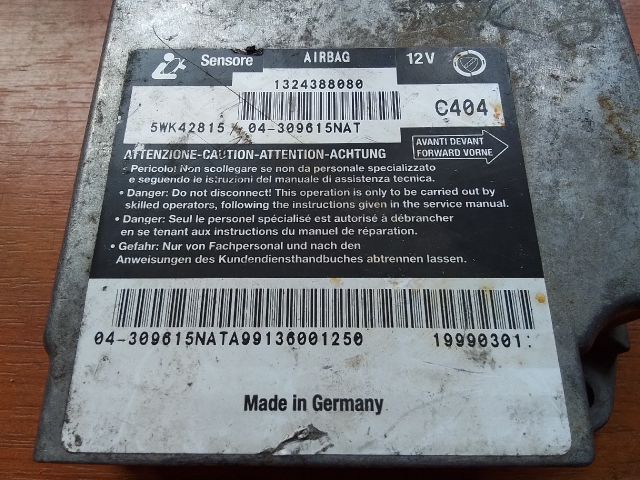 Sensore AIRBAG 12V
1324388080
C404
5WK42815 / 04-309615NAT
AVANTI DEVANT
FORWARD VORNE
ATTENZIONE-CAUTION-ATTENTION-ACHTUNG
• Pericolo! Non scollegare se non da personale specializzato
e seguendo le istruzioni del manuale di assistenza tecnica.
• Danger: Do not disconnect! This operation is only to be carried out by
skilled operators, following the instructions given in the service manual.
• Danger: Seul le personel spécialisé est autorisé à débrancher
en se tenant aux instructions du manuel de réparation.
• Gefahr: Nur von Fachpersonal und nach den
Anweisungen des Kundendiensthandbuches abtrennen lassen.
04-309615NATA99136001250 19990301:
Made in Germany